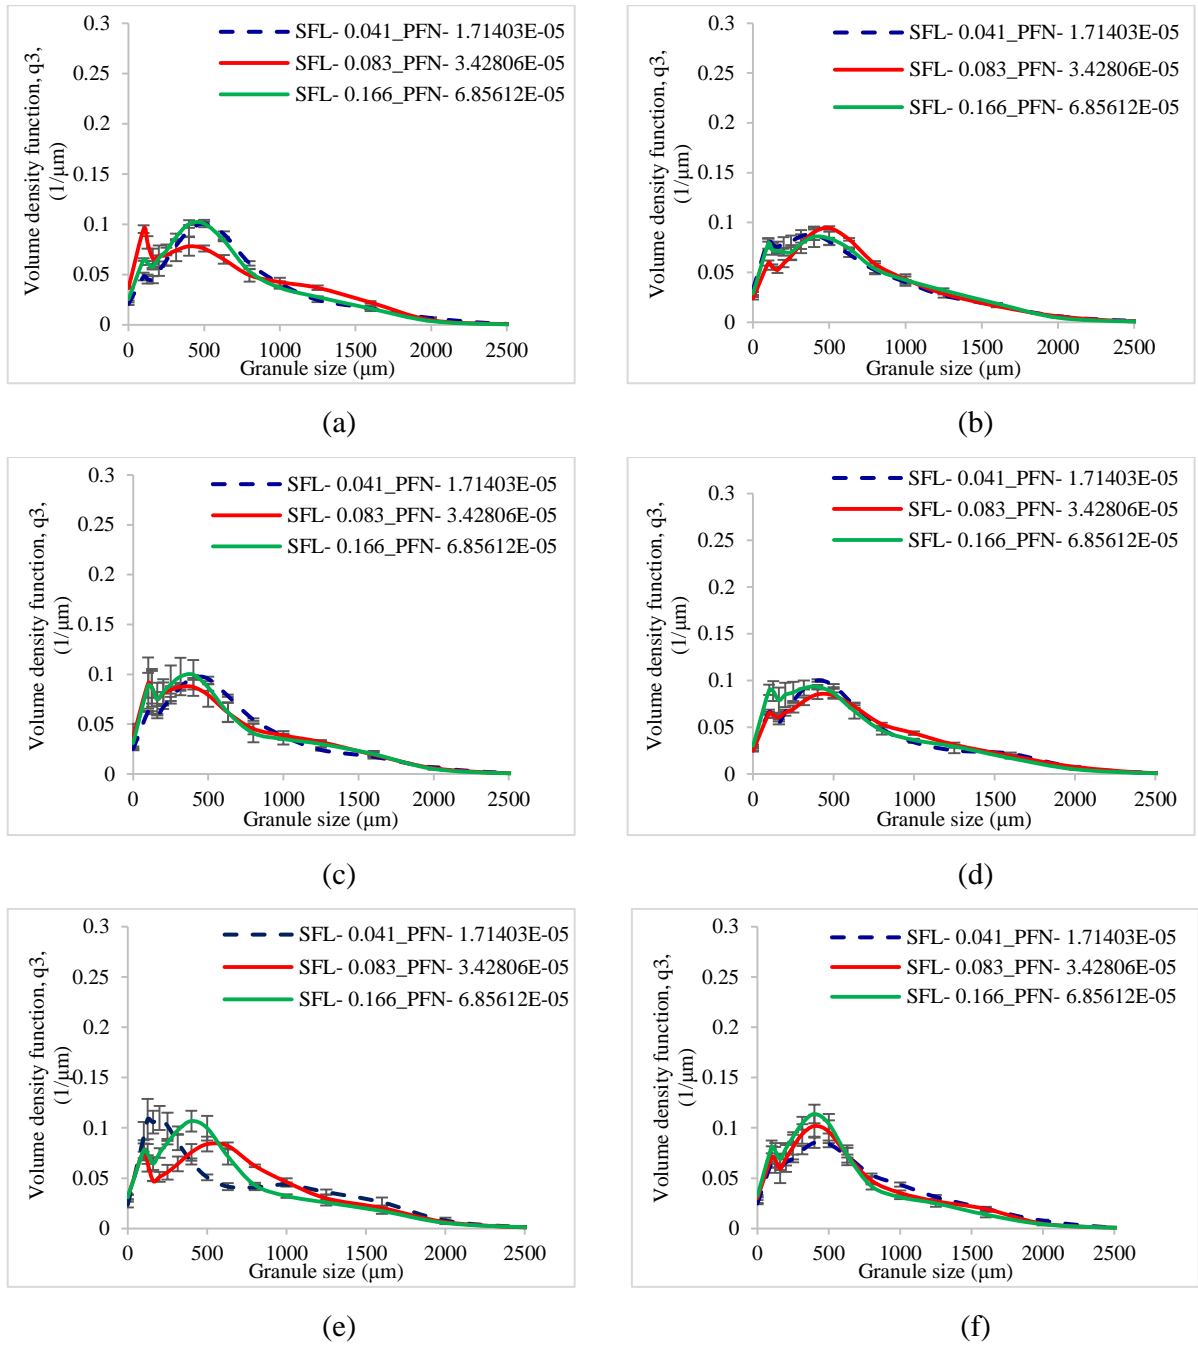 0.3
0.25
0.2
0.15
0.1
0.05
0
Volume density function, q3,
(1/μm)
SFL- 0.041_PFN- 1.71403E-05
SFL- 0.083_PFN- 3.42806E-05
SFL- 0.166_PFN- 6.85612E-05
0 500 1000 1500 2000 2500
Granule size (μm)
(a)
0.3
0.25
0.2
0.15
0.1
0.05
0
Volume density function, q3,
(1/μm)
SFL- 0.041_PFN- 1.71403E-05
SFL- 0.083_PFN- 3.42806E-05
SFL- 0.166_PFN- 6.85612E-05
0 500 1000 1500 2000 2500
Granule size (μm)
(b)
0.3
0.25
0.2
0.15
0.1
0.05
0
Volume density function, q3,
(1/μm)
SFL- 0.041_PFN- 1.71403E-05
SFL- 0.083_PFN- 3.42806E-05
SFL- 0.166_PFN- 6.85612E-05
0 500 1000 1500 2000 2500
Granule size (μm)
(c)
0.3
0.25
0.2
0.15
0.1
0.05
0
Volume density function, q3,
(1/μm)
SFL- 0.041_PFN- 1.71403E-05
SFL- 0.083_PFN- 3.42806E-05
SFL- 0.166_PFN- 6.85612E-05
0 500 1000 1500 2000 2500
Granule size (μm)
(d)
0.3
0.25
0.2
0.15
0.1
0.05
0
Volume density function, q3,
(1/μm)
SFL- 0.041_PFN- 1.71403E-05
SFL- 0.083_PFN- 3.42806E-05
SFL- 0.166_PFN- 6.85612E-05
0 500 1000 1500 2000 2500
Granule size (μm)
(e)
0.3
0.25
0.2
0.15
0.1
0.05
0
Volume density function, q3,
(1/μm)
SFL- 0.041_PFN- 1.71403E-05
SFL- 0.083_PFN- 3.42806E-05
SFL- 0.166_PFN- 6.85612E-05
0 500 1000 1500 2000 2500
Granule size (μm)
(f)